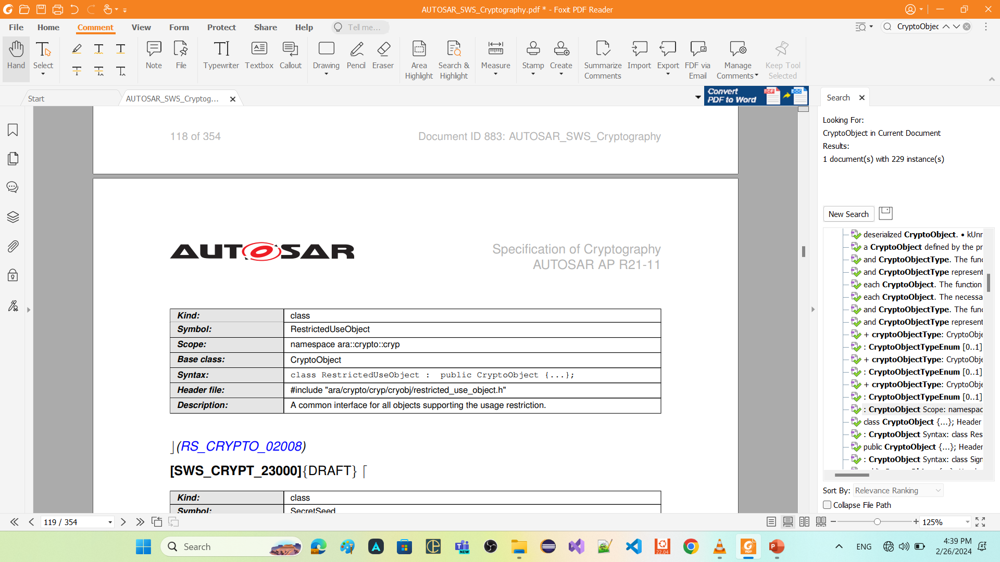 AUTOSAR_SWS_Cryptography.pdf * - Foxit PDF Reader
File Home Comment View Form Protect Share Help Tell me... CryptoObjec
Hand Select Note File Typewriter Textbox Callout Drawing Pencil Eraser Area Highlight Search & Highlight Measure Stamp Create Summarize Comments Import Export FDF via Email Manage Comments Keep Tool Selected
Start AUTOSAR_SWS_Cryptog... Convert PDF to Word PDF DOC Search
118 of 354 Document ID 883: AUTOSAR_SWS_Cryptography
AUTOSAR
Specification of Cryptography
AUTOSAR AP R21-11
Kind: class
Symbol: RestrictedUseObject
Scope: namespace ara::crypto::cryp
Base class: CryptoObject
Syntax: class RestrictedUseObject : public CryptoObject {...};
Header file: #include "ara/crypto/cryp/cryobj/restricted_use_object.h"
Description: A common interface for all objects supporting the usage restriction.
⌋(RS_CRYPTO_02008)
[SWS_CRYPT_23000]{DRAFT} ⌈
Kind: class
Symbol: SecretSeed
Looking For:
CryptoObject in Current Document
Results:
1 document(s) with 229 instance(s)
New Search
deserialized CryptoObject. • kUnr
a CryptoObject defined by the pr
and CryptoObjectType. The func
and CryptoObjectType represent
each CryptoObject. The function
each CryptoObject. The necessa
and CryptoObjectType. The func
and CryptoObjectType represent
+ cryptoObjectType: CryptoObje
: CryptoObjectTypeEnum [0..1]
+ cryptoObjectType: CryptoObje
: CryptoObjectTypeEnum [0..1]
+ cryptoObjectType: CryptoObje
: CryptoObjectTypeEnum [0..1]
: CryptoObject Scope: namespac
class CryptoObject {...}; Header
: CryptoObject Syntax: class Res
public CryptoObject {...}; Header
: CryptoObject Syntax: class Sign
Sort By: Relevance Ranking
Collapse File Path
119 / 354 125%
Search NEW 22.04 PDF ENG 4:39 PM
2/26/2024